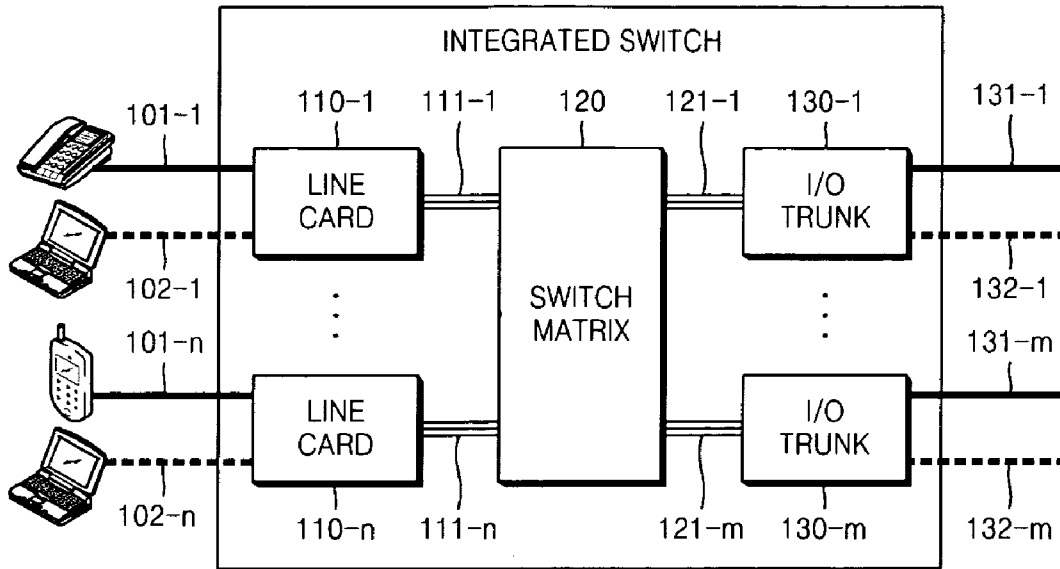 INTEGRATED SWITCH
101-1
110-1
111-1
120
121-1
130-1
131-1
LINE
CARD
I/O
TRUNK
102-1
132-1
SWITCH
MATRIX
101-n
131-m
LINE
CARD
I/O
TRUNK
102-n
110-n
111-n
121-m
130-m
132-m